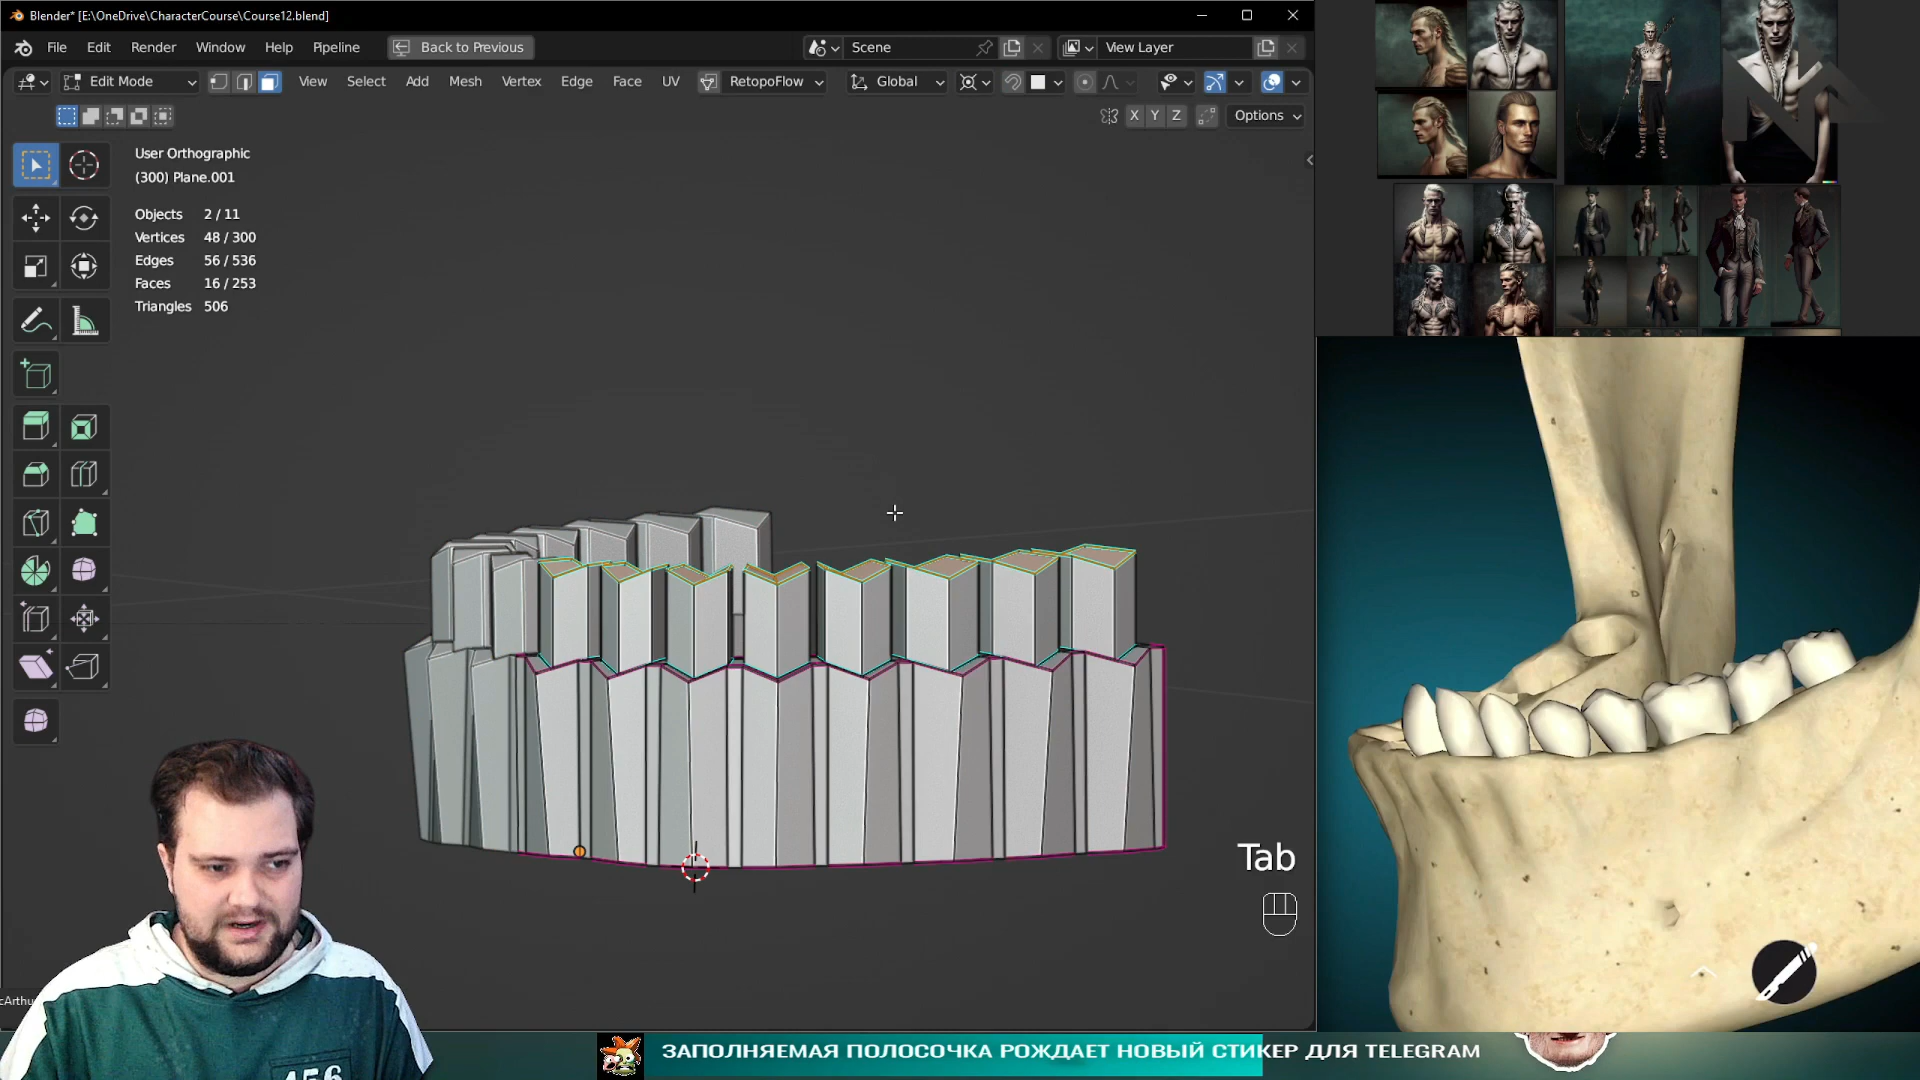 Blender* [E:\OneDrive\CharacterCourse\Course12.blend]
File Edit Render Window Help Pipeline Back to Previous Scene View Layer
Edit Mode View Select Add Mesh Vertex Edge Face UV RetopoFlow Global
X Y Z Options
User Orthographic
(300) Plane.001
Objects 2 / 11
Vertices 48 / 300
Edges 56 / 536
Faces 16 / 253
Triangles 506
Tab
cArthu
456
ЗАПОЛНЯЕМАЯ ПОЛОСОЧКА РОЖДАЕТ НОВЫЙ СТИКЕР ДЛЯ TELEGRAM